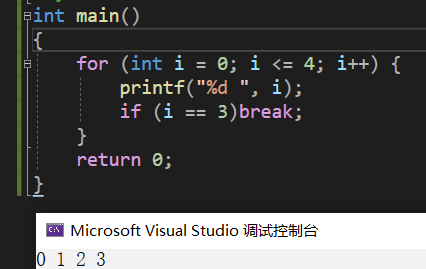 int main()
{
    for (int i = 0; i <= 4; i++) {
        printf("%d ", i);
        if (i == 3)break;
    }
    return 0;
}
Microsoft Visual Studio 调试控制台
0 1 2 3